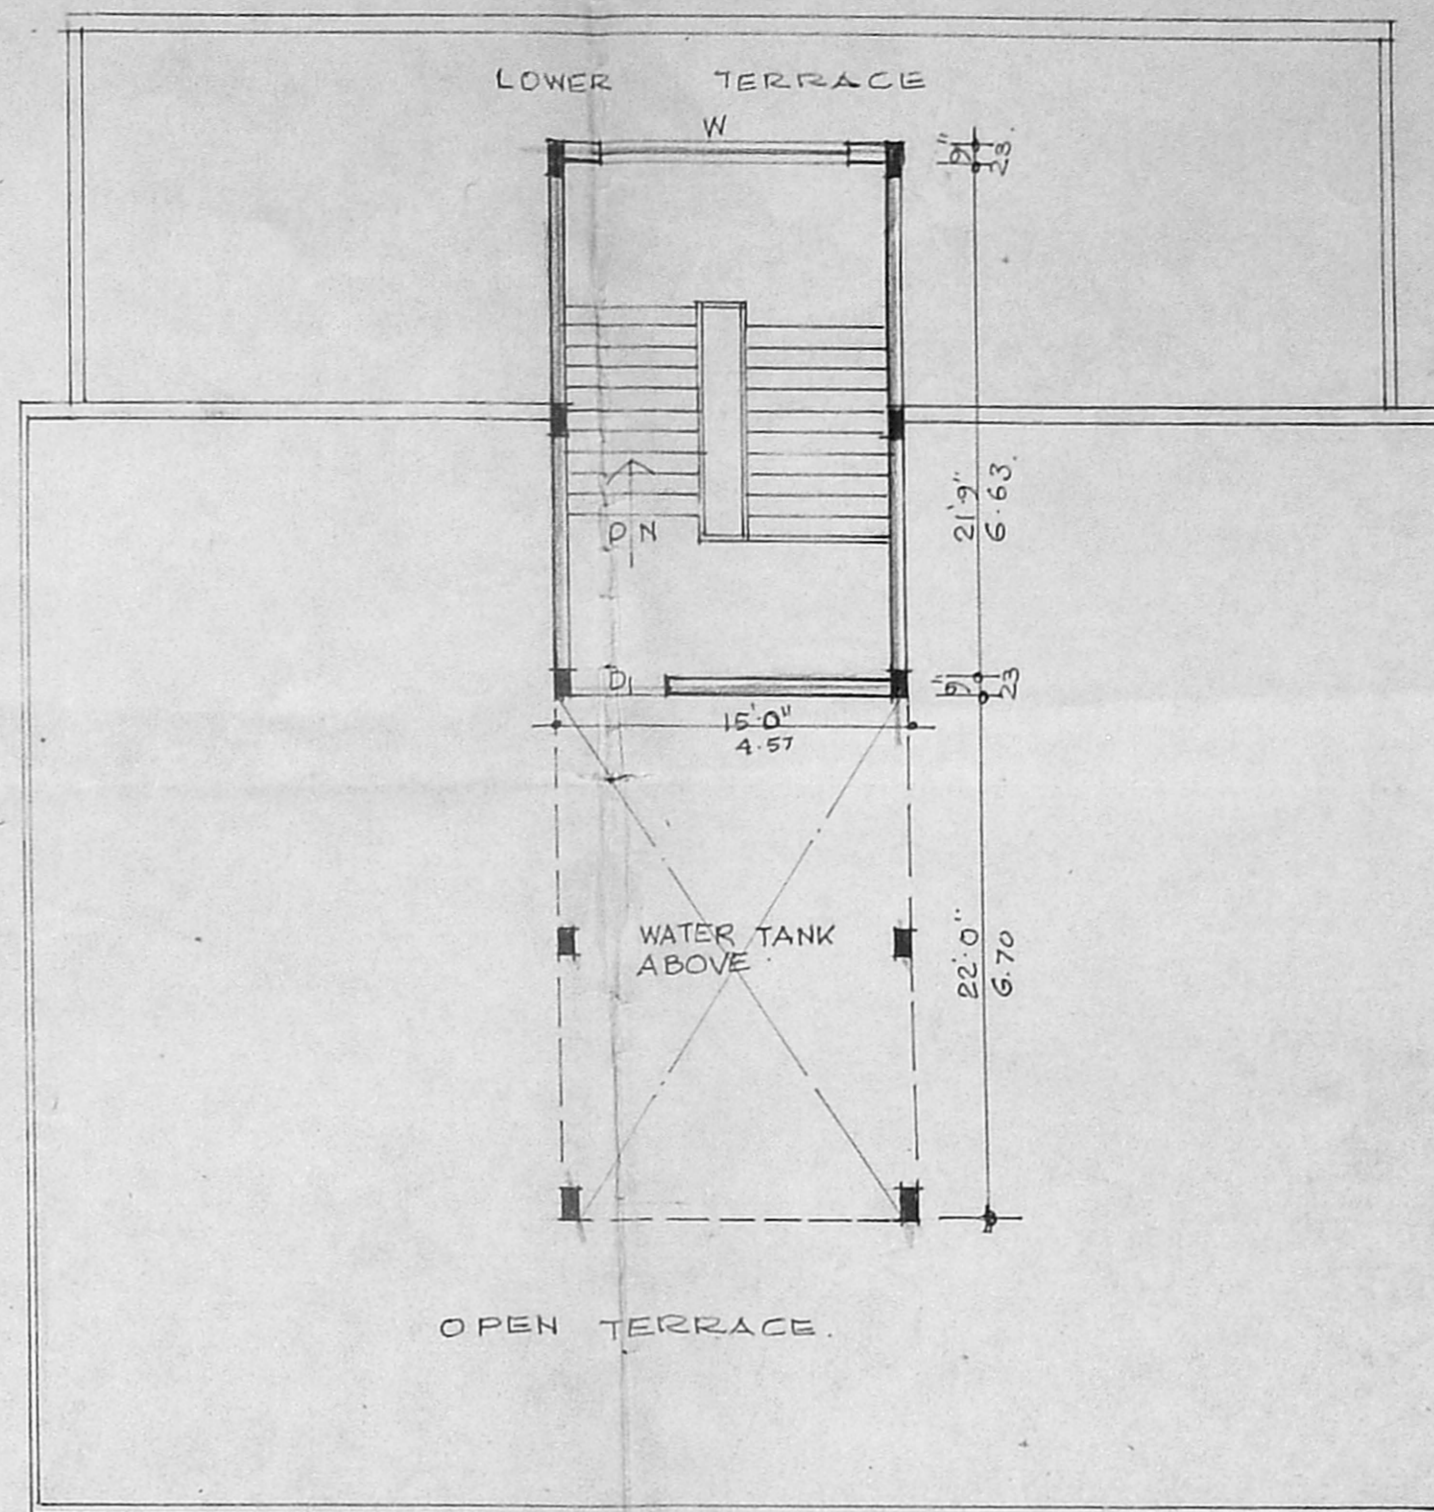 LOWER TERRACE
W
9"
23.
21'9"
6.63.
DN
D
9"
23
15'0"
4.57
WATER TANK
ABOVE.
22'.0"
6.70
OPEN TERRACE.